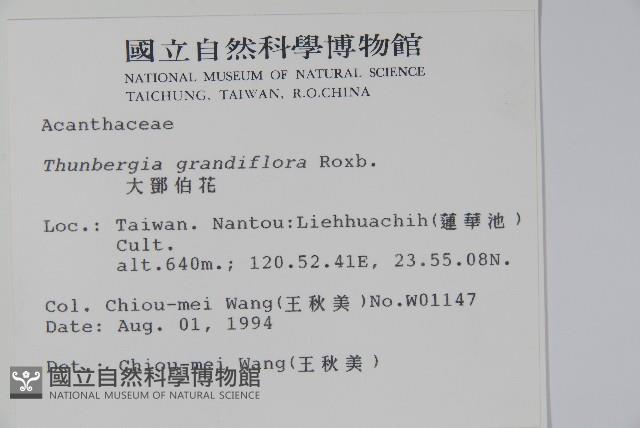 國立自然科學博物館
NATIONAL MUSEUM OF NATURAL SCIENCE
TAICHUNG, TAIWAN, R.O.CHINA
Acanthaceae
Thunbergia grandiflora Roxb.
大鄧伯花
Loc.: Taiwan. Nantou:Liehhuachih(蓮華池)
Cult.
alt.640m.; 120.52.41E, 23.55.08N.
Col. Chiou-mei Wang(王秋美)No.W01147
Date: Aug. 01, 1994
Det.: Chiou-mei Wang(王秋美)
國立自然科學博物館
NATIONAL MUSEUM OF NATURAL SCIENCE